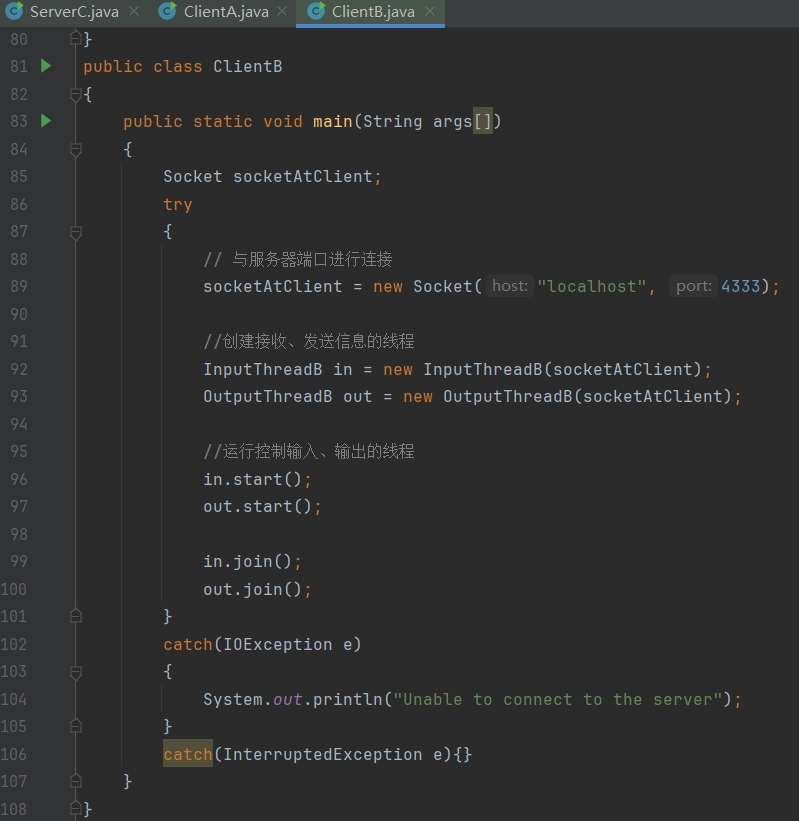 ServerC.java × ClientA.java × ClientB.java ×
80 }
81 public class ClientB
82 {
83 public static void main(String args[])
84 {
85 Socket socketAtClient;
86 try
87 {
88 // 与服务器端口进行连接
89 socketAtClient = new Socket( host: "localhost", port: 4333);
90
91 //创建接收、发送信息的线程
92 InputThreadB in = new InputThreadB(socketAtClient);
93 OutputThreadB out = new OutputThreadB(socketAtClient);
94
95 //运行控制输入、输出的线程
96 in.start();
97 out.start();
98
99 in.join();
100 out.join();
101 }
102 catch(IOException e)
103 {
104 System.out.println("Unable to connect to the server");
105 }
106 catch(InterruptedException e){}
107 }
108 }